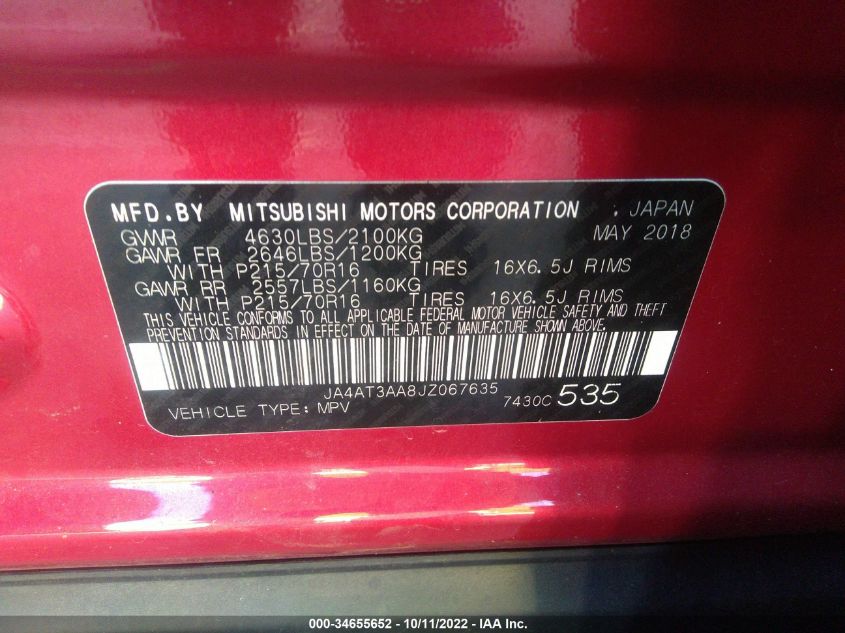 MFD.BY MITSUBISHI MOTORS CORPORATION . JAPAN
GVWR 4630LBS/2100KG MAY 2018
GAWR FR 2646LBS/1200KG
WITH P215/70R16 TIRES 16X6.5J RIMS
GAWR RR 2557LBS/1160KG
WITH P215/70R16 TIRES 16X6.5J RIMS
THIS VEHICLE CONFORMS TO ALL APPLICABLE FEDERAL MOTOR VEHICLE SAFETY AND THEFT
PREVENTION STANDARDS IN EFFECT ON THE DATE OF MANUFACTURE SHOWN ABOVE.
JA4AT3AA8JZ067635
VEHICLE TYPE: MPV 7430C 535
000-34655652 - 10/11/2022 - IAA Inc.